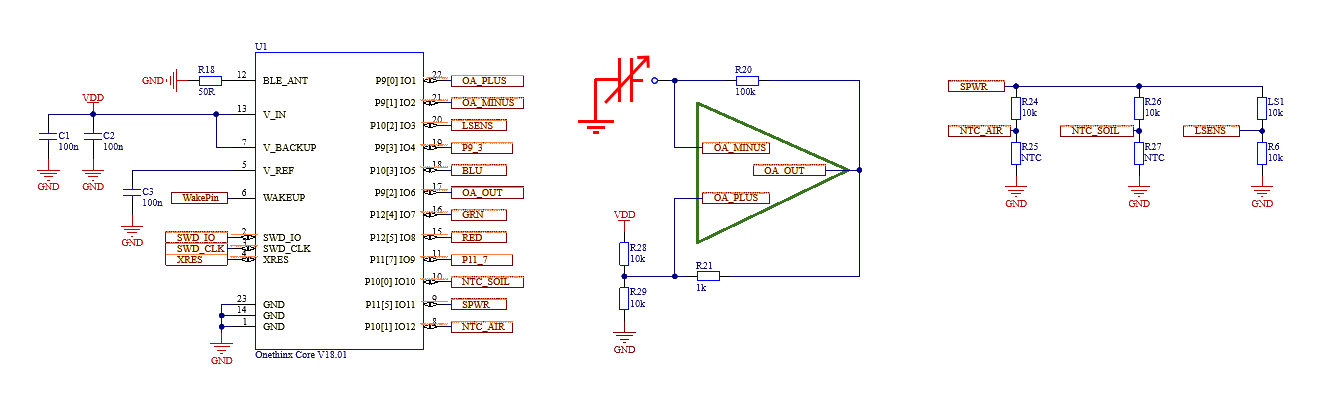 U1
R18
50R
GND
12 BLE_ANT
VDD
13 V_IN
C1
100n
C2
100n
GND
GND
7 V_BACKUP
5 V_REF
C3
100n
GND
WakePin 6 WAKEUP
SWD_IO 2 SWD_IO
SWD_CLK 3 SWD_CLK
XRES 4 XRES
23 GND
14 GND
1 GND
GND
P9[0] IO1 22 OA_PLUS
P9[1] IO2 21 OA_MINUS
P10[2] IO3 20 LSENS
P9[3] IO4 19 P9_3
P10[3] IO5 18 BLU
P9[2] IO6 17 OA_OUT
P12[4] IO7 16 GRN
P12[5] IO8 15 RED
P11[7] IO9 11 P11_7
P10[0] IO10 10 NTC_SOIL
P11[5] IO11 9 SPWR
P10[1] IO12 8 NTC_AIR
Onethinx Core V18.01
R20
100k
OA_MINUS
OA_OUT
OA_PLUS
VDD
R28
10k
R21
1k
R29
10k
GND
SPWR
R24
10k
R26
10k
LS1
10k
NTC_AIR
NTC_SOIL
LSENS
R25
NTC
R27
NTC
R6
10k
GND
GND
GND